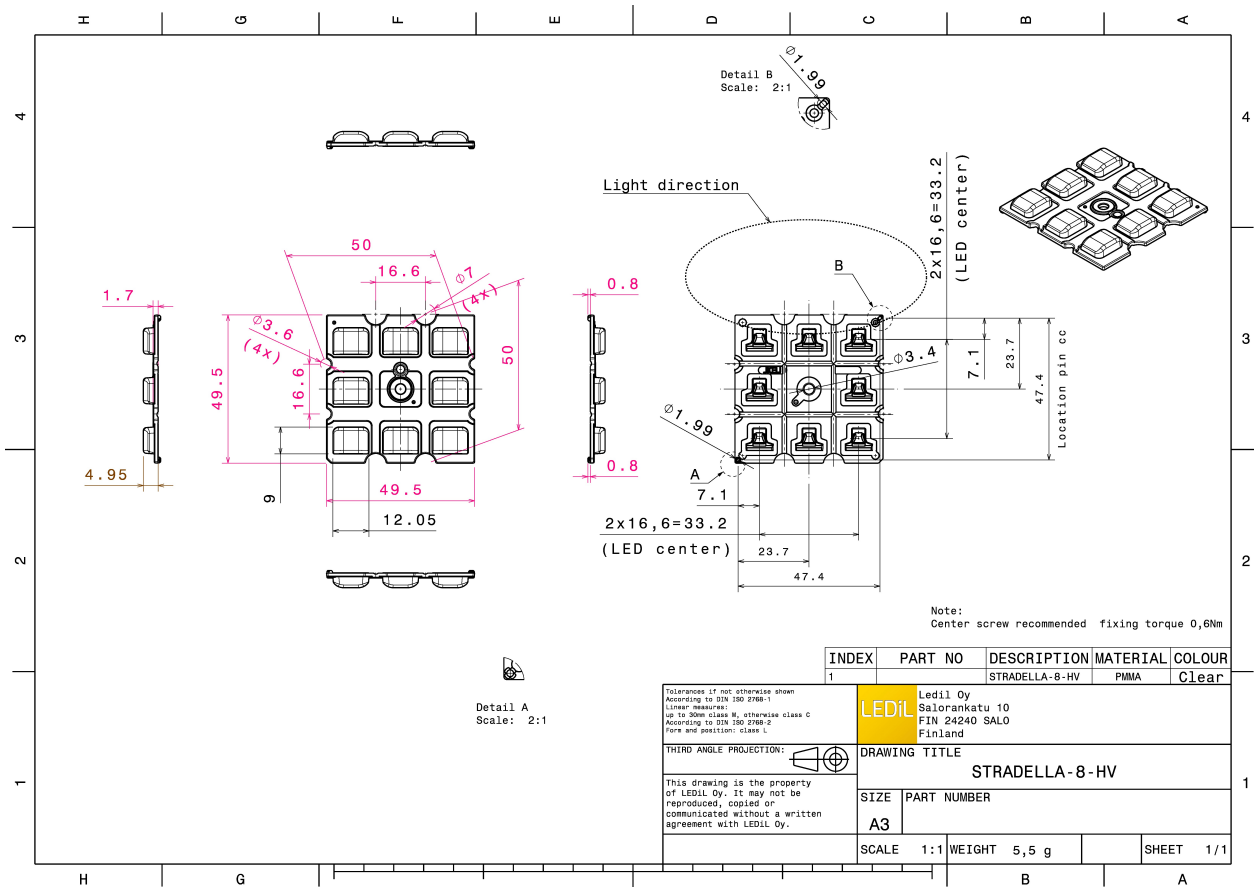 H G F E D C B A
4
4
3
3
2
2
1
1
Detail B
Scale: 2:1
Ø1.99
Light direction
2x16,6=33.2
(LED center)
50
16.6
Ø7
(4x)
1.7
Ø3.6
(4x)
16.6
49.5
50
0.8
0.8
4.95
9
49.5
12.05
B
Ø3.4
7.1
23.7
47.4
Location pin cc
Ø1.99
A
7.1
2x16,6=33.2
(LED center)
23.7
47.4
Detail A
Scale: 2:1
Note:
Center screw recommended fixing torque 0,6Nm
INDEX PART NO DESCRIPTION MATERIAL COLOUR
1 STRADELLA-8-HV PMMA Clear
Tolerances if not otherwise shown
According to DIN ISO 2768-1
Linear measures:
up to 30mm class M, otherwise class C
According to DIN ISO 2768-2
Form and position: class L
LEDiL
Ledil Oy
Salorankatu 10
FIN 24240 SALO
Finland
THIRD ANGLE PROJECTION:
DRAWING TITLE
STRADELLA-8-HV
This drawing is the property
of LEDiL Oy. It may not be
reproduced, copied or
communicated without a written
agreement with LEDiL Oy.
SIZE PART NUMBER
A3
SCALE 1:1 WEIGHT 5,5 g SHEET 1/1
H G B A